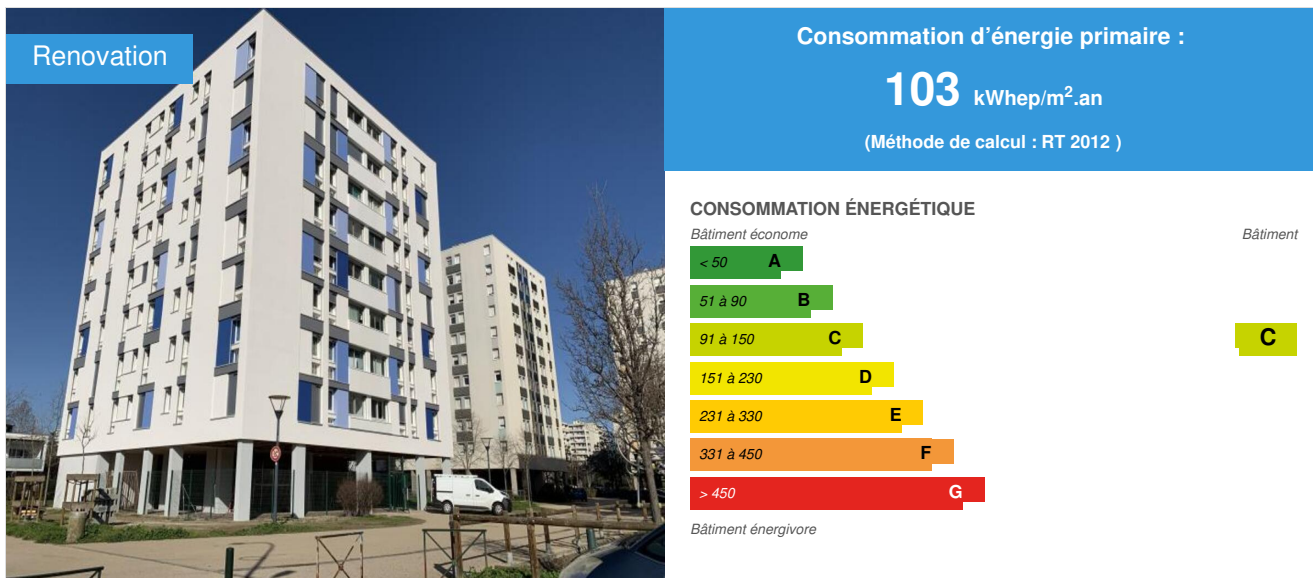 Renovation
Consommation d'énergie primaire :
103 kWhep/m².an
(Méthode de calcul : RT 2012 )
CONSOMMATION ÉNERGÉTIQUE
Bâtiment économe
Bâtiment
< 50 A
51 à 90 B
91 à 150 C
C
151 à 230 D
231 à 330 E
331 à 450 F
> 450 G
Bâtiment énergivore